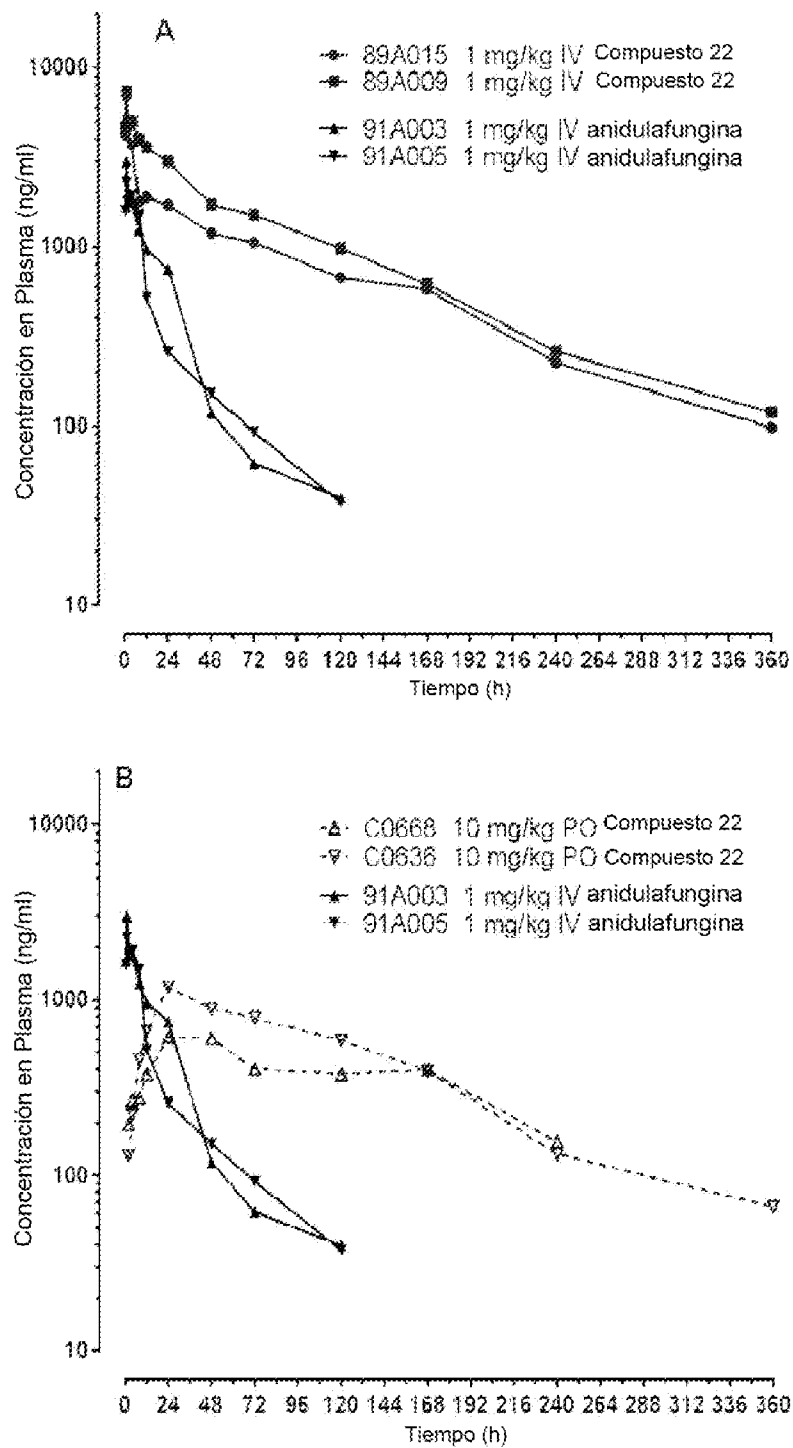 A
89A015 1 mg/kg IV Compuesto 22
89A009 1 mg/kg IV Compuesto 22
91A003 1 mg/kg IV anidulafungina
91A005 1 mg/kg IV anidulafungina
Concentración en Plasma (ng/ml)
10000
1000
100
10
0 24 48 72 96 120 144 168 192 216 240 264 288 312 336 360
Tiempo (h)
B
C0668 10 mg/kg PO Compuesto 22
C0636 10 mg/kg PO Compuesto 22
91A003 1 mg/kg IV anidulafungina
91A005 1 mg/kg IV anidulafungina
Concentración en Plasma (ng/ml)
10000
1000
100
10
0 24 48 72 96 120 144 168 192 216 240 264 288 312 336 360
Tiempo (h)